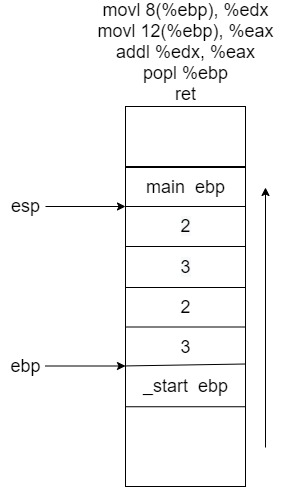 movl 8(%ebp), %edx
movl 12(%ebp), %eax
addl %edx, %eax
popl %ebp
ret
main ebp
esp
2
3
2
3
ebp
_start ebp